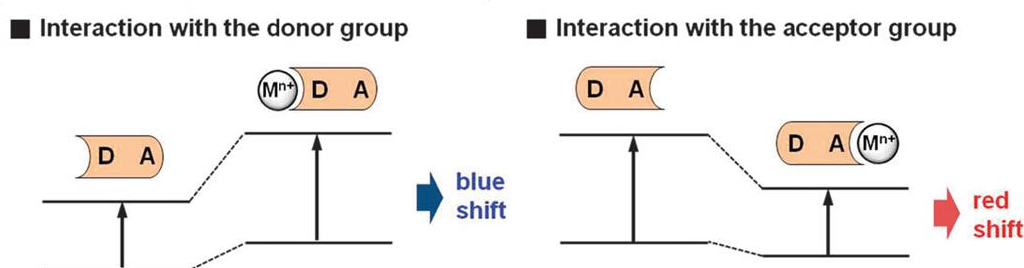 ■ Interaction with the donor group
Mn+ D A
D A
blue
shift
■ Interaction with the acceptor group
D A
D A Mn+
red
shift